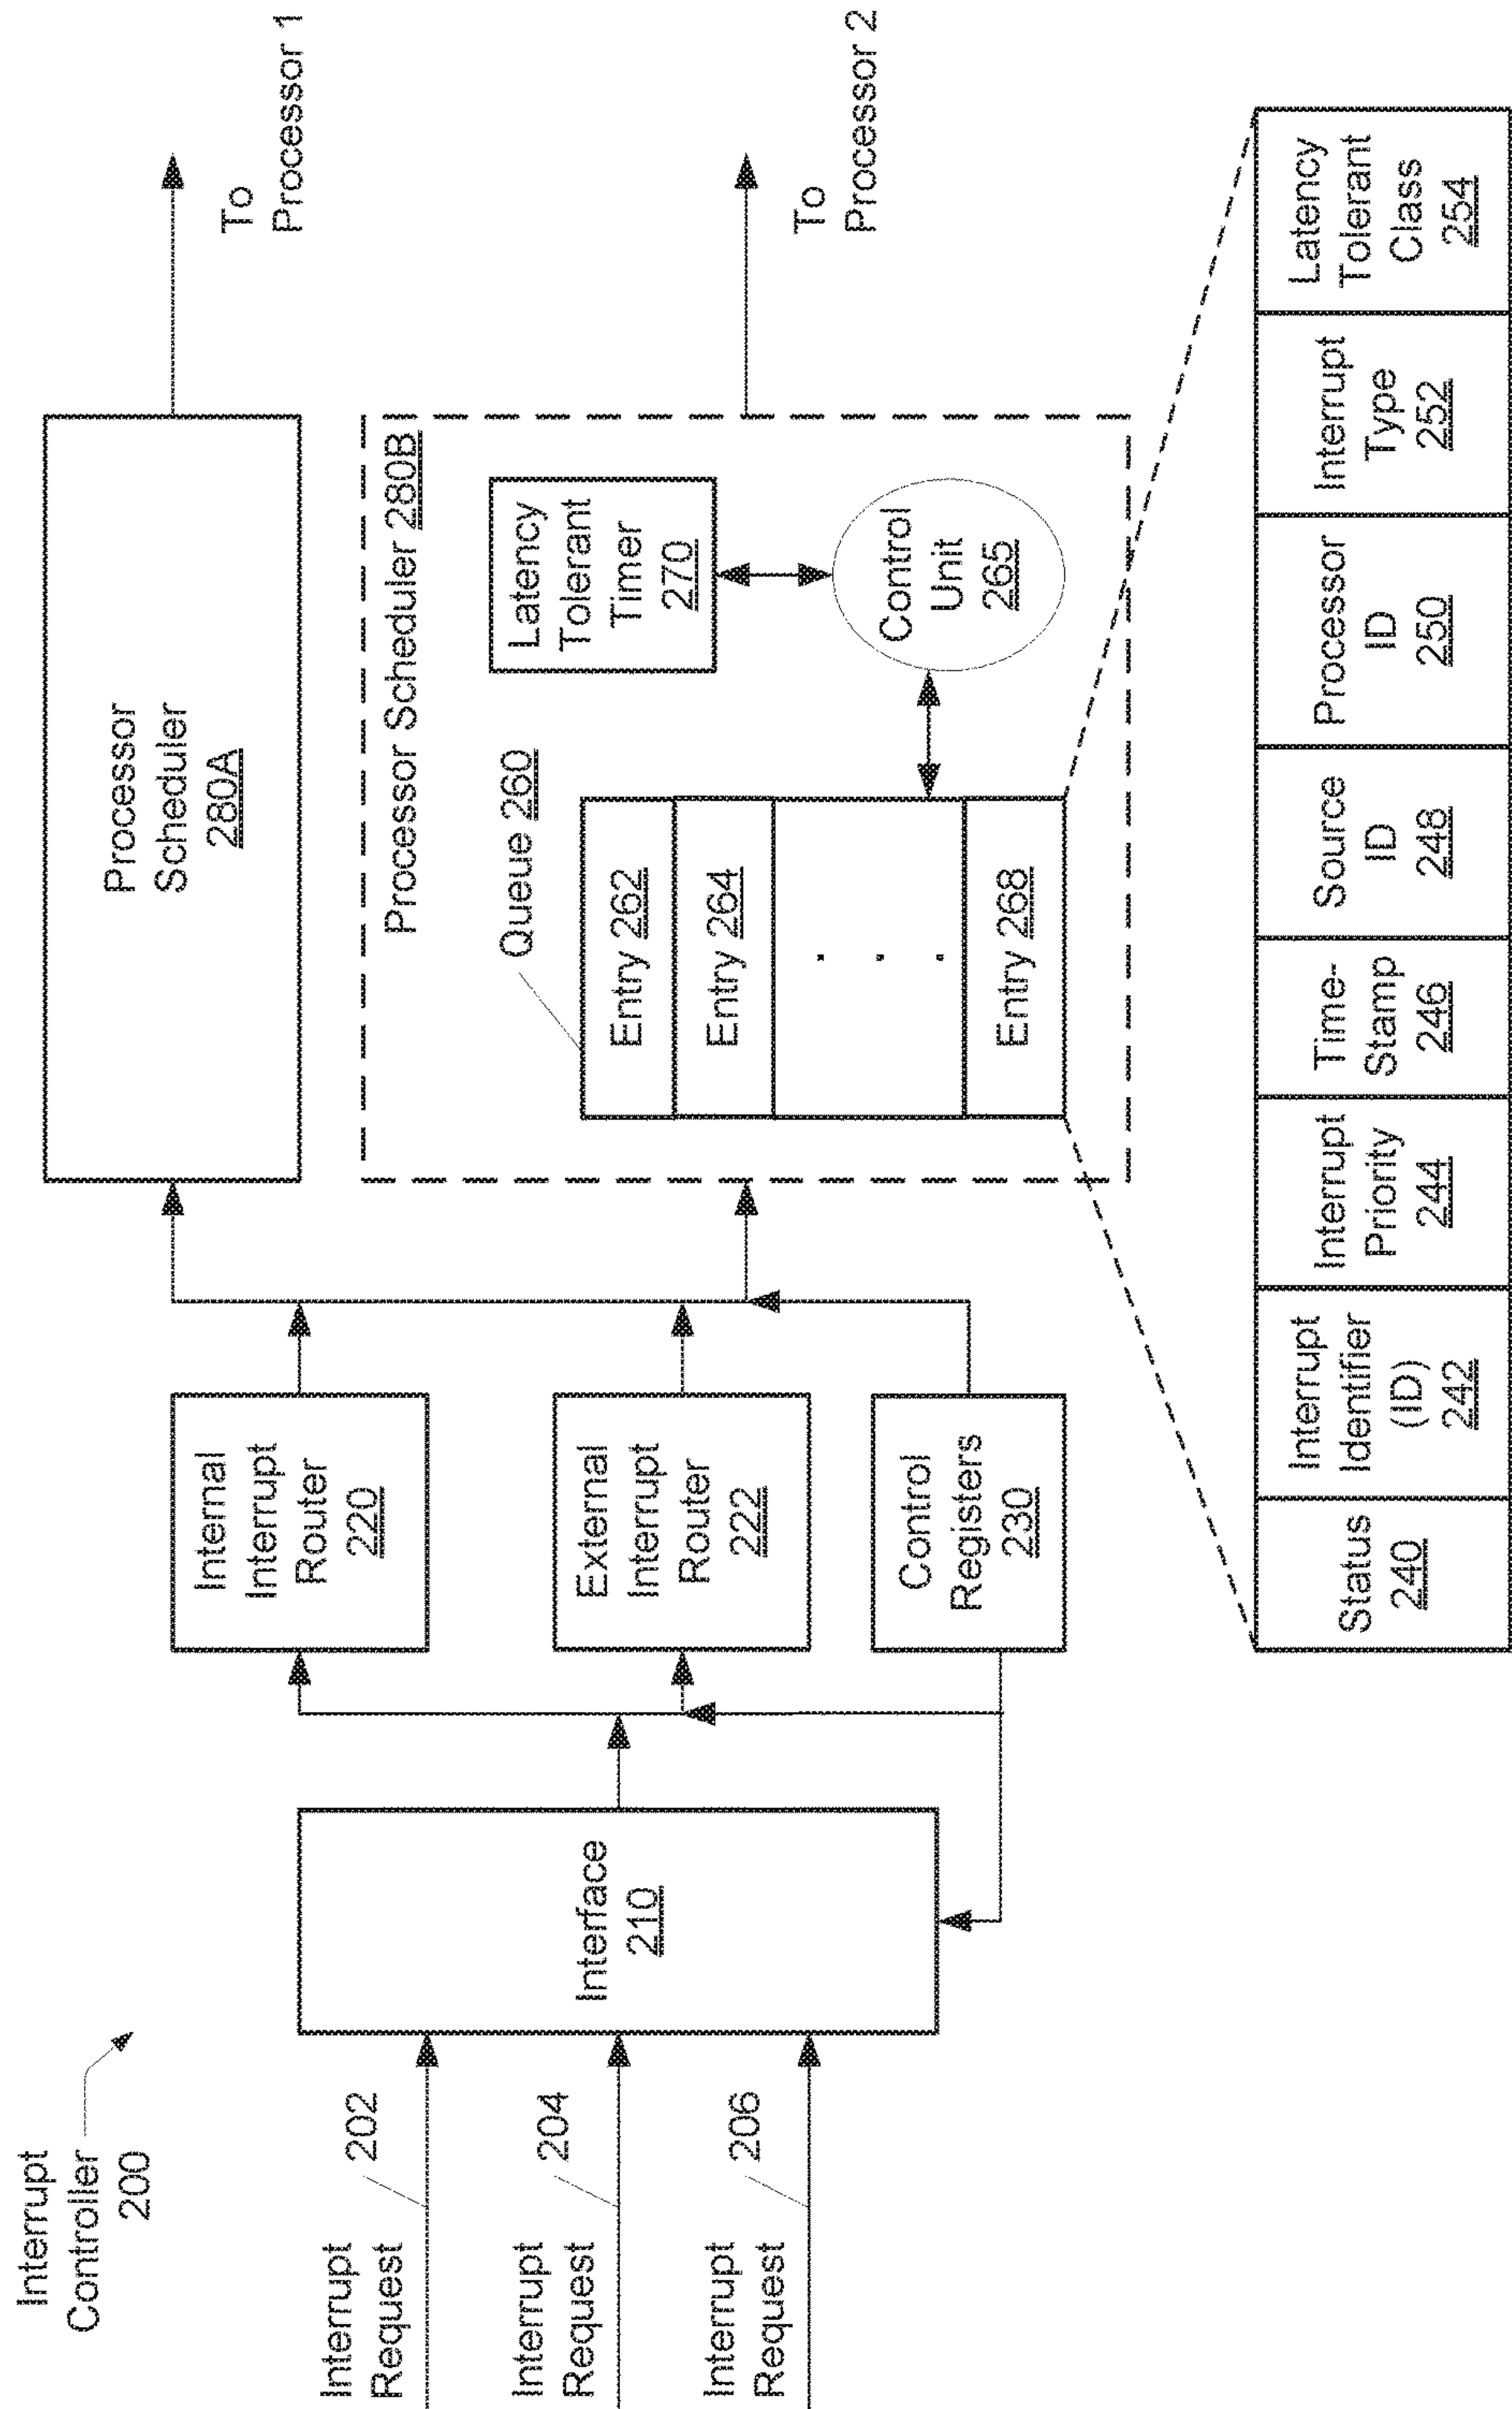 Interrupt
Controller
200
Interrupt
Request
202
Interrupt
Request
204
Interrupt
Request
206
Interface
210
Internal
Interrupt
Router
220
External
Interrupt
Router
222
Control
Registers
230
Processor
Scheduler
280A
To
Processor 1
Processor Scheduler 280B
Queue 260
Entry 262
Entry 264
. . .
Entry 268
Latency
Tolerant
Timer
270
Control
Unit
265
To
Processor 2
Status
240
Interrupt
Identifier
(ID)
242
Interrupt
Priority
244
Time-
Stamp
246
Source
ID
248
Processor
ID
250
Interrupt
Type
252
Latency
Tolerant
Class
254